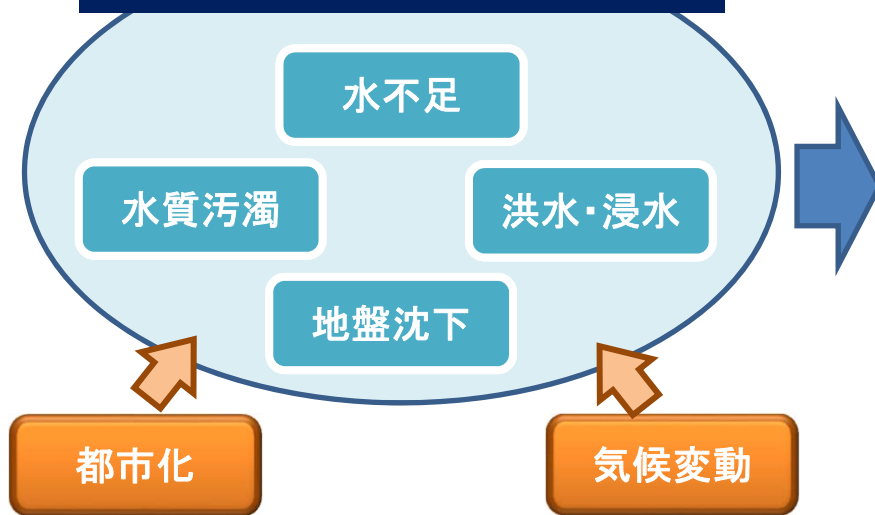 水不足
水質汚濁
洪水・浸水
地盤沈下
都市化
気候変動